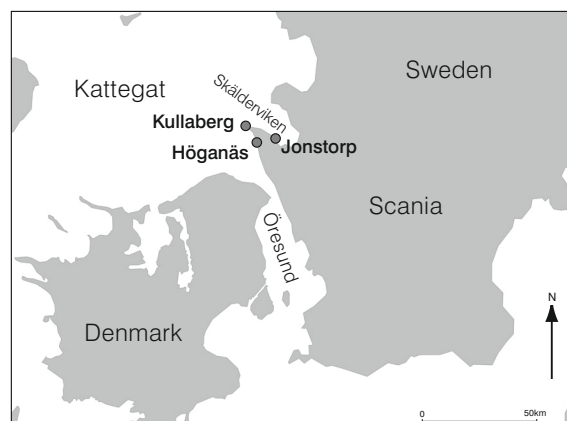 Sweden
Kattegat
Skälderviken
Kullaberg
Jonstorp
Höganäs
Scania
Öresund
N
Denmark
0
50km